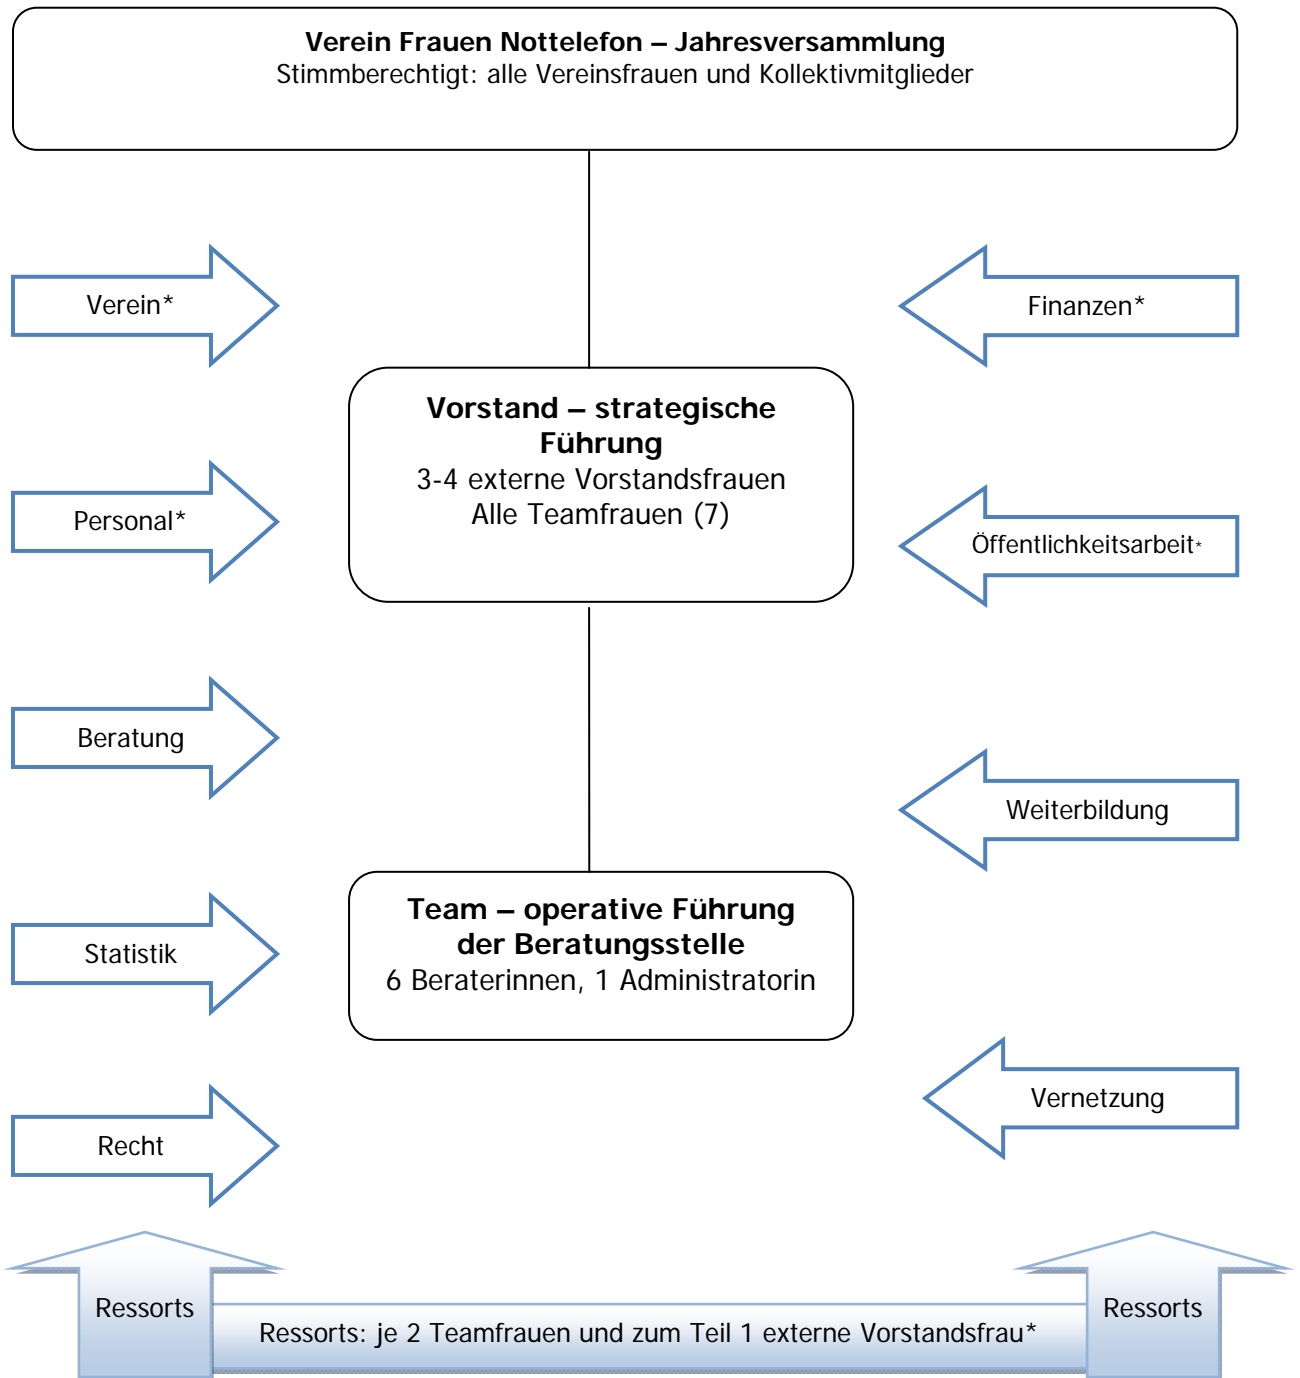 Verein Frauen Nottelefon – Jahresversammlung
Stimmberechtigt: alle Vereinsfrauen und Kollektivmitglieder
Verein*
Finanzen*
Vorstand – strategische
Führung
3-4 externe Vorstandsfrauen
Alle Teamfrauen (7)
Personal*
Öffentlichkeitsarbeit*
Beratung
Weiterbildung
Team – operative Führung
der Beratungsstelle
6 Beraterinnen, 1 Administratorin
Statistik
Vernetzung
Recht
Ressorts
Ressorts
Ressorts: je 2 Teamfrauen und zum Teil 1 externe Vorstandsfrau*